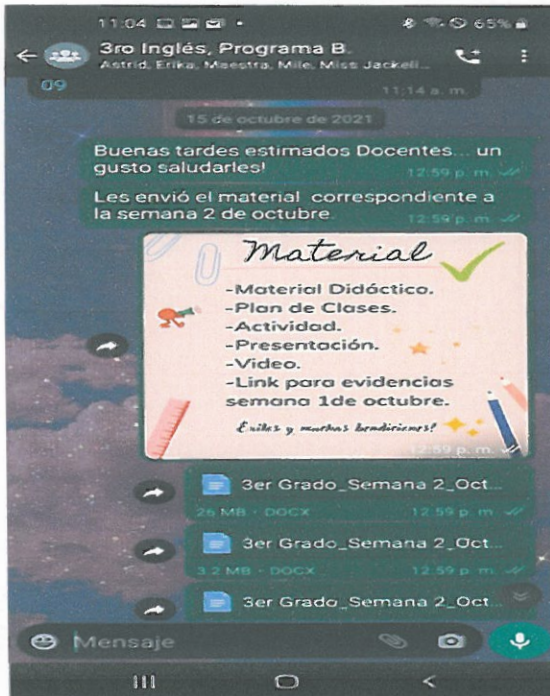 11:04 65%
3ro Inglés, Programa B.
Astrid, Erika, Maestra, Mile, Miss Jackeli...
09
11:14 a. m.
15 de octubre de 2021
Buenas tardes estimados Docentes... un
gusto saludarles!
12:59 p. m.
Les envió el material correspondiente a
la semana 2 de octubre.
12:59 p. m.
Material
-Material Didáctico.
-Plan de Clases.
-Actividad.
-Presentación.
-Video.
-Link para evidencias
semana 1de octubre.
Exitos y muchas bendiciones!
12:59 p. m.
3er Grado_Semana 2_Oct...
26 MB • DOCX 12:59 p. m.
3er Grado_Semana 2_Oct...
3.2 MB • DOCX 12:59 p. m.
3er Grado_Semana 2_Oct...
Mensaje